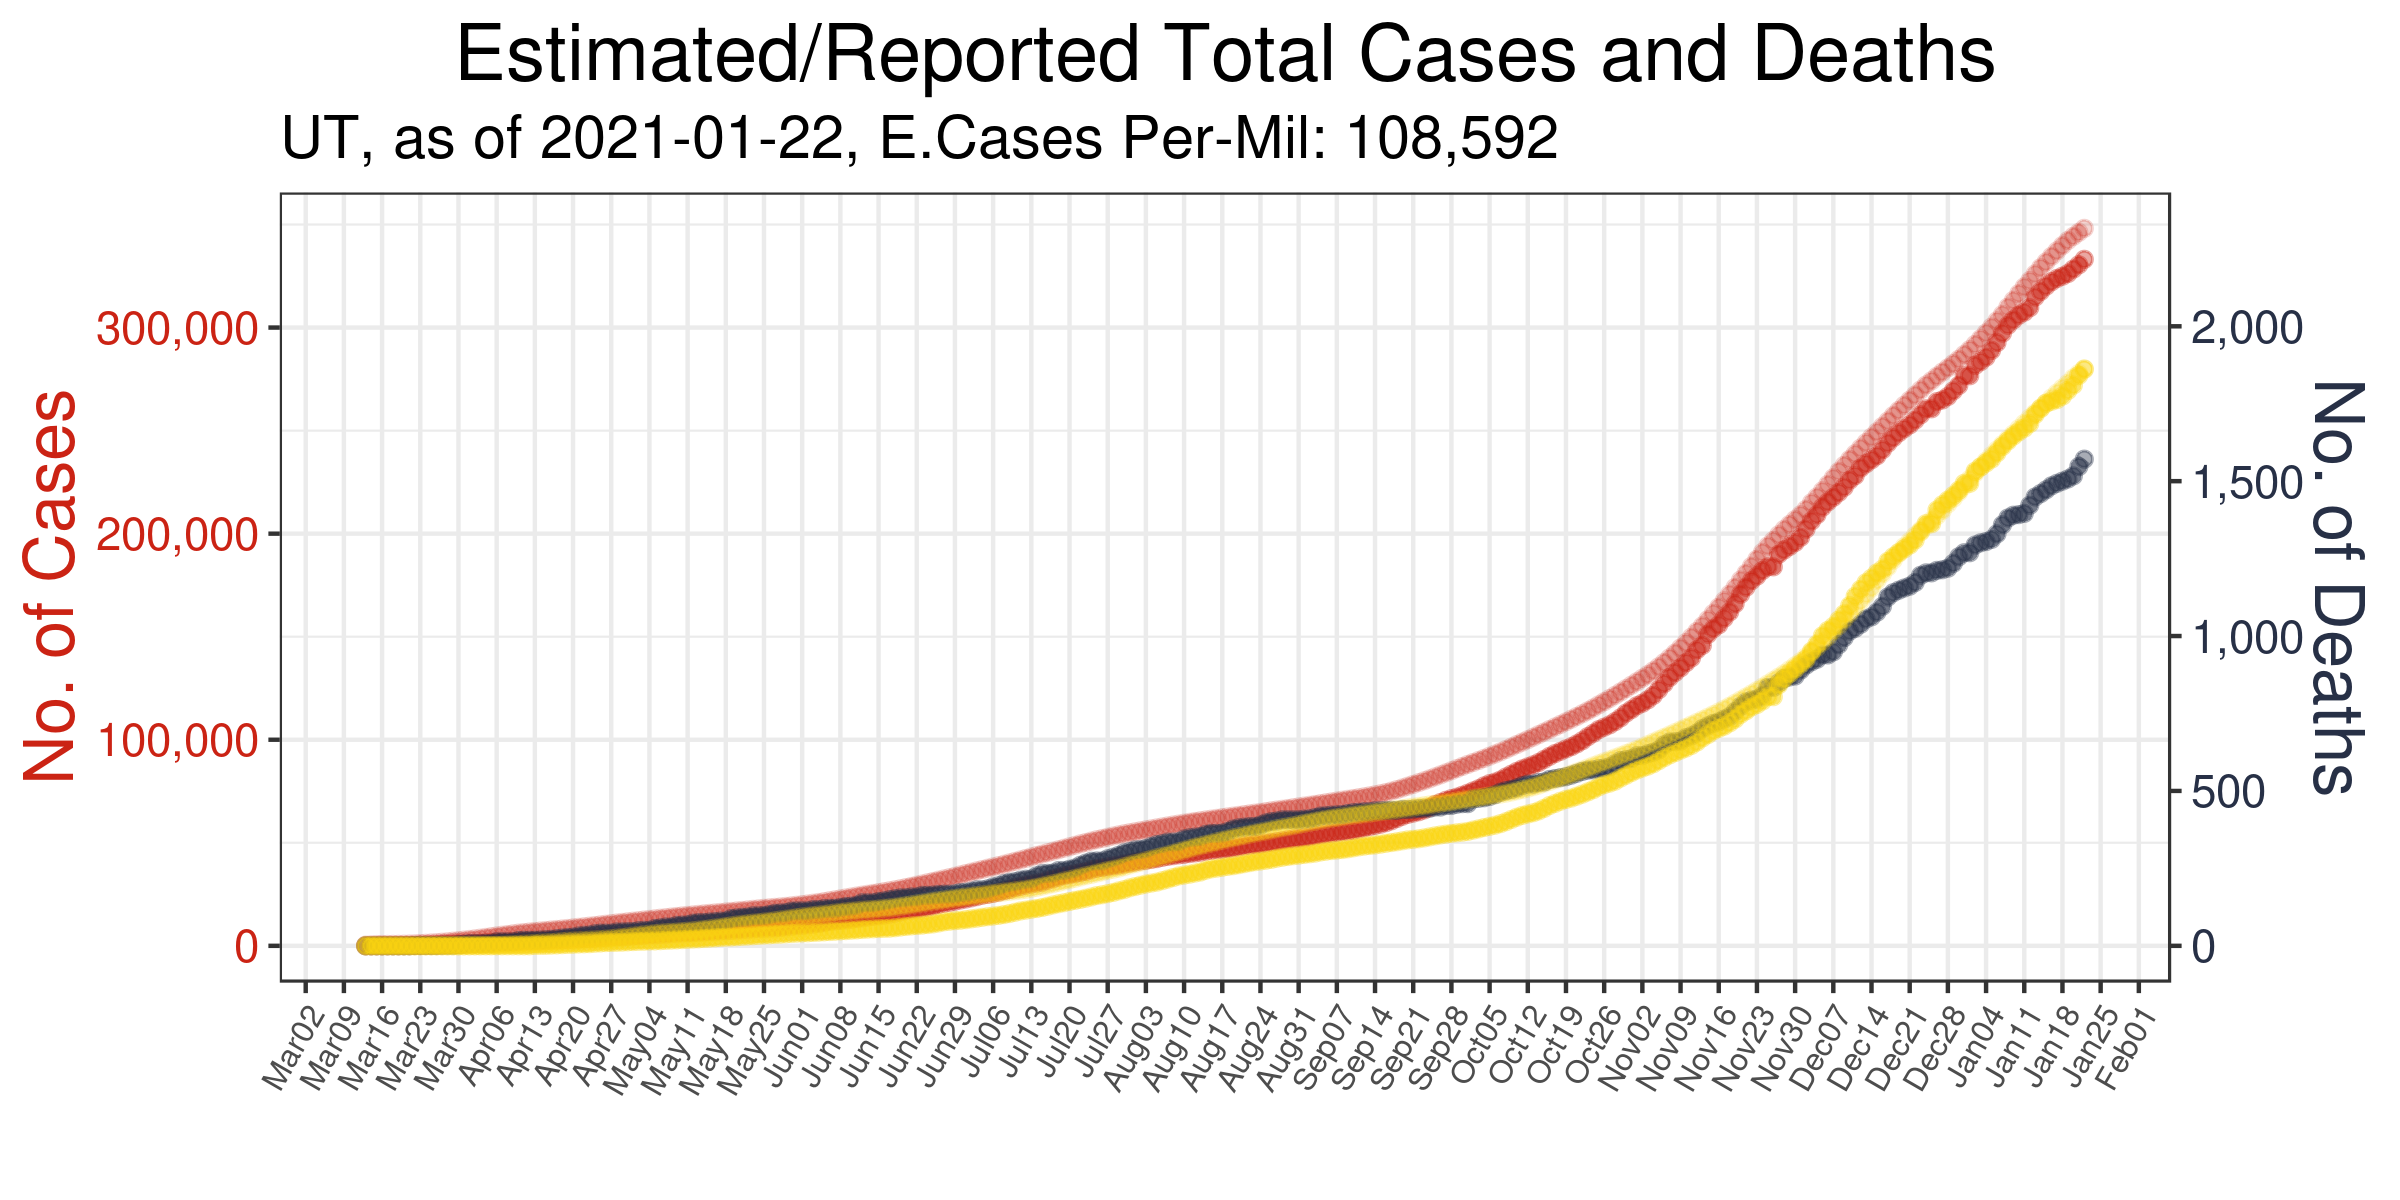 Estimated/Reported Total Cases and Deaths
UT, as of 2021-01-22, E.Cases Per-Mil: 108,592
No. of Cases
300,000
200,000
100,000
0
2,000
1,500
1,000
500
0
No. of Deaths
Mar02
Mar09
Mar16
Mar23
Mar30
Apr06
Apr13
Apr20
Apr27
May04
May11
May18
May25
Jun01
Jun08
Jun15
Jun22
Jun29
Jul06
Jul13
Jul20
Jul27
Aug03
Aug10
Aug17
Aug24
Aug31
Sep07
Sep14
Sep21
Sep28
Oct05
Oct12
Oct19
Oct26
Nov02
Nov09
Nov16
Nov23
Nov30
Dec07
Dec14
Dec21
Dec28
Jan04
Jan11
Jan18
Jan25
Feb01